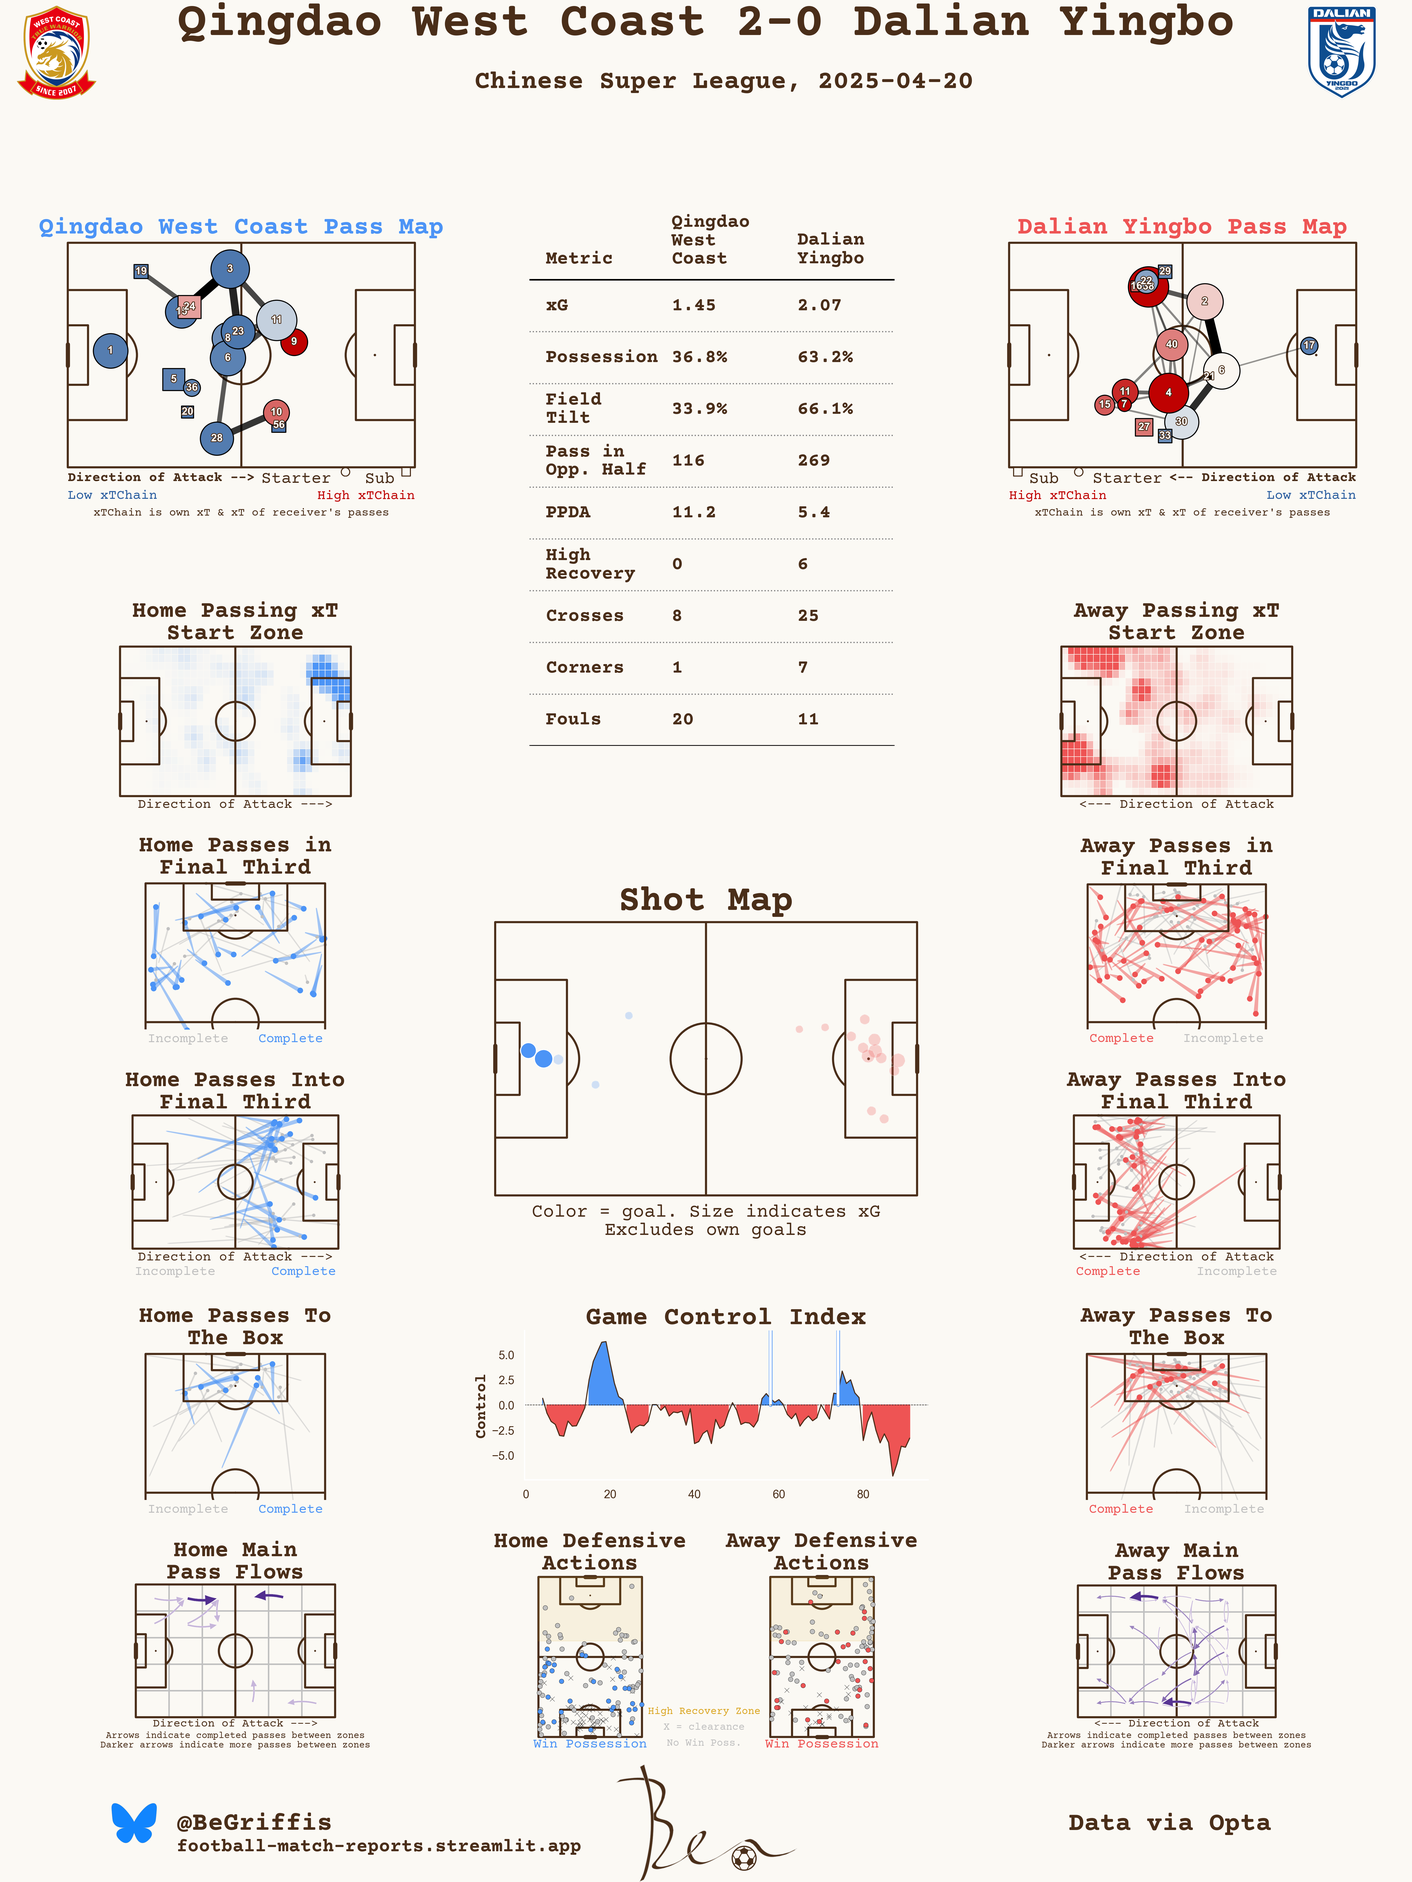 Qingdao West Coast 2-0 Dalian Yingbo
Chinese Super League, 2025-04-20
WEST COAST
TRUE WARRIOR
SINCE 2007
DALIAN
YINGBO
Qingdao West Coast Pass Map
19
3
15
24
11
23
8
9
1
6
5
36
20
10
56
28
Direction of Attack --> Starter Sub
Low xTChain High xTChain
xTChain is own xT & xT of receiver's passes
Metric Qingdao West Coast Dalian Yingbo
xG 1.45 2.07
Possession 36.8% 63.2%
Field Tilt 33.9% 66.1%
Pass in Opp. Half 116 269
PPDA 11.2 5.4
High Recovery 0 6
Crosses 8 25
Corners 1 7
Fouls 20 11
Dalian Yingbo Pass Map
29
22
2
40
17
6
21
11
4
15
7
30
27
33
Sub Starter <-- Direction of Attack
High xTChain Low xTChain
xTChain is own xT & xT of receiver's passes
Home Passing xT
Start Zone
Direction of Attack --->
Away Passing xT
Start Zone
<--- Direction of Attack
Home Passes in
Final Third
Incomplete Complete
Away Passes in
Final Third
Complete Incomplete
Shot Map
Color = goal. Size indicates xG
Excludes own goals
Home Passes Into
Final Third
Direction of Attack --->
Incomplete Complete
Away Passes Into
Final Third
<--- Direction of Attack
Complete Incomplete
Home Passes To
The Box
Incomplete Complete
Game Control Index
Control
5.0
2.5
0.0
−2.5
−5.0
0 20 40 60 80
Away Passes To
The Box
Complete Incomplete
Home Main
Pass Flows
Direction of Attack --->
Arrows indicate completed passes between zones
Darker arrows indicate more passes between zones
Home Defensive
Actions
Win Possession
High Recovery Zone
X = clearance
No Win Poss.
Away Defensive
Actions
Win Possession
Away Main
Pass Flows
<--- Direction of Attack
Arrows indicate completed passes between zones
Darker arrows indicate more passes between zones
@BeGriffis
football-match-reports.streamlit.app
Ben
Data via Opta